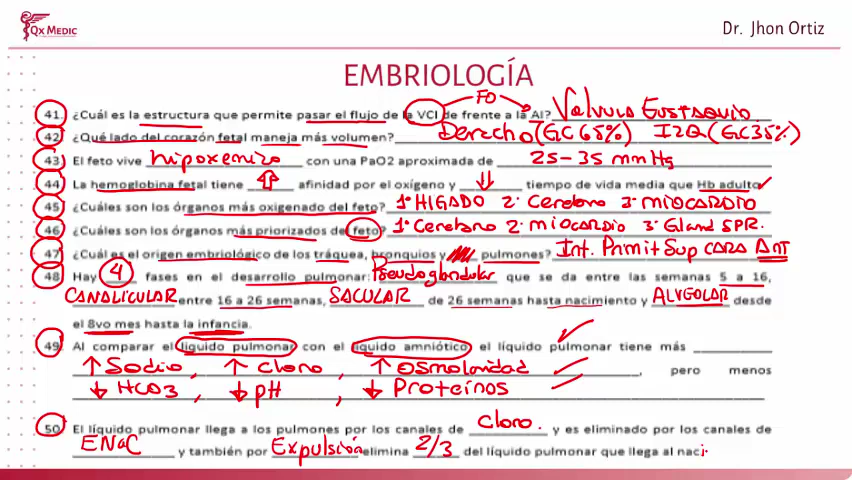 Qx MEDIC
Dr. Jhon Ortiz
EMBRIOLOGÍA
FO
41. ¿Cuál es la estructura que permite pasar el flujo de la VCI de frente a la AI? Valvula Eustaquio
42. ¿Qué lado del corazón fetal maneja más volumen? Derecho (GC 65%) IZQ (GC 35%)
43. El feto vive hipoxemizo con una PaO2 aproximada de 25-35 mmHg
44. La hemoglobina fetal tiene ↑ afinidad por el oxígeno y ↓ tiempo de vida media que Hb adulto
45. ¿Cuáles son los órganos más oxigenado del feto? 1° HIGADO 2° Cerebro 3° MIOCARDIO
46. ¿Cuáles son los órganos más priorizados de feto? 1° Cerebro 2° MIOCARDIO 3° Gland SPR.
47. ¿Cuál es el origen embriológico de los tráquea, bronquios y pulmones? Int. Primit Sup CARA ANT
48. Hay 4 fases en el desarrollo pulmonar: Pseudoglandular que se da entre las semanas 5 a 16,
CANALICULAR entre 16 a 26 semanas, SACULAR de 26 semanas hasta nacimiento y ALVEOLAR desde
el 8vo mes hasta la infancia.
49. Al comparar el liquido pulmonar con el líquido amniótico el líquido pulmonar tiene más
↑ Sodio, ↑ Cloro, ↑ Osmolaridad, pero menos
↓ HCO3, ↓ pH, ↓ Proteínas
50. El líquido pulmonar llega a los pulmones por los canales de Cloro. y es eliminado por los canales de
ENaC y también por Expulsión elimina 2/3 del líquido pulmonar que llega al naci